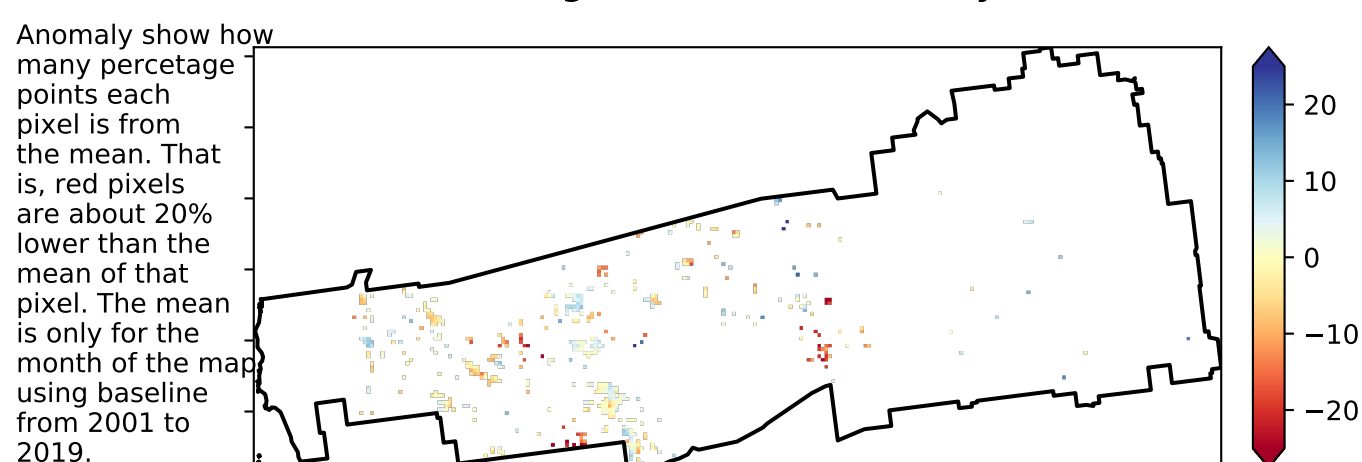 Anomaly show how
many percetage
points each
pixel is from
the mean. That
is, red pixels
are about 20%
lower than the
mean of that
pixel. The mean
is only for the
month of the map
using baseline
from 2001 to
2019.
20
10
0
−10
−20